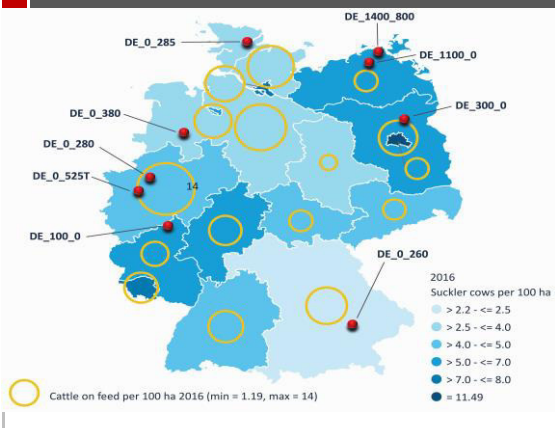 DE_1400_800
DE_0_285
DE_1100_0
DE_300_0
DE_0_380
DE_0_280
DE_0_525T
14
DE_100_0
DE_0_260
2016
Suckler cows per 100 ha
> 2.2 - <= 2.5
> 2.5 - <= 4.0
> 4.0 - <= 5.0
> 5.0 - <= 7.0
> 7.0 - <= 8.0
= 11.49
Cattle on feed per 100 ha 2016 (min = 1.19, max = 14)